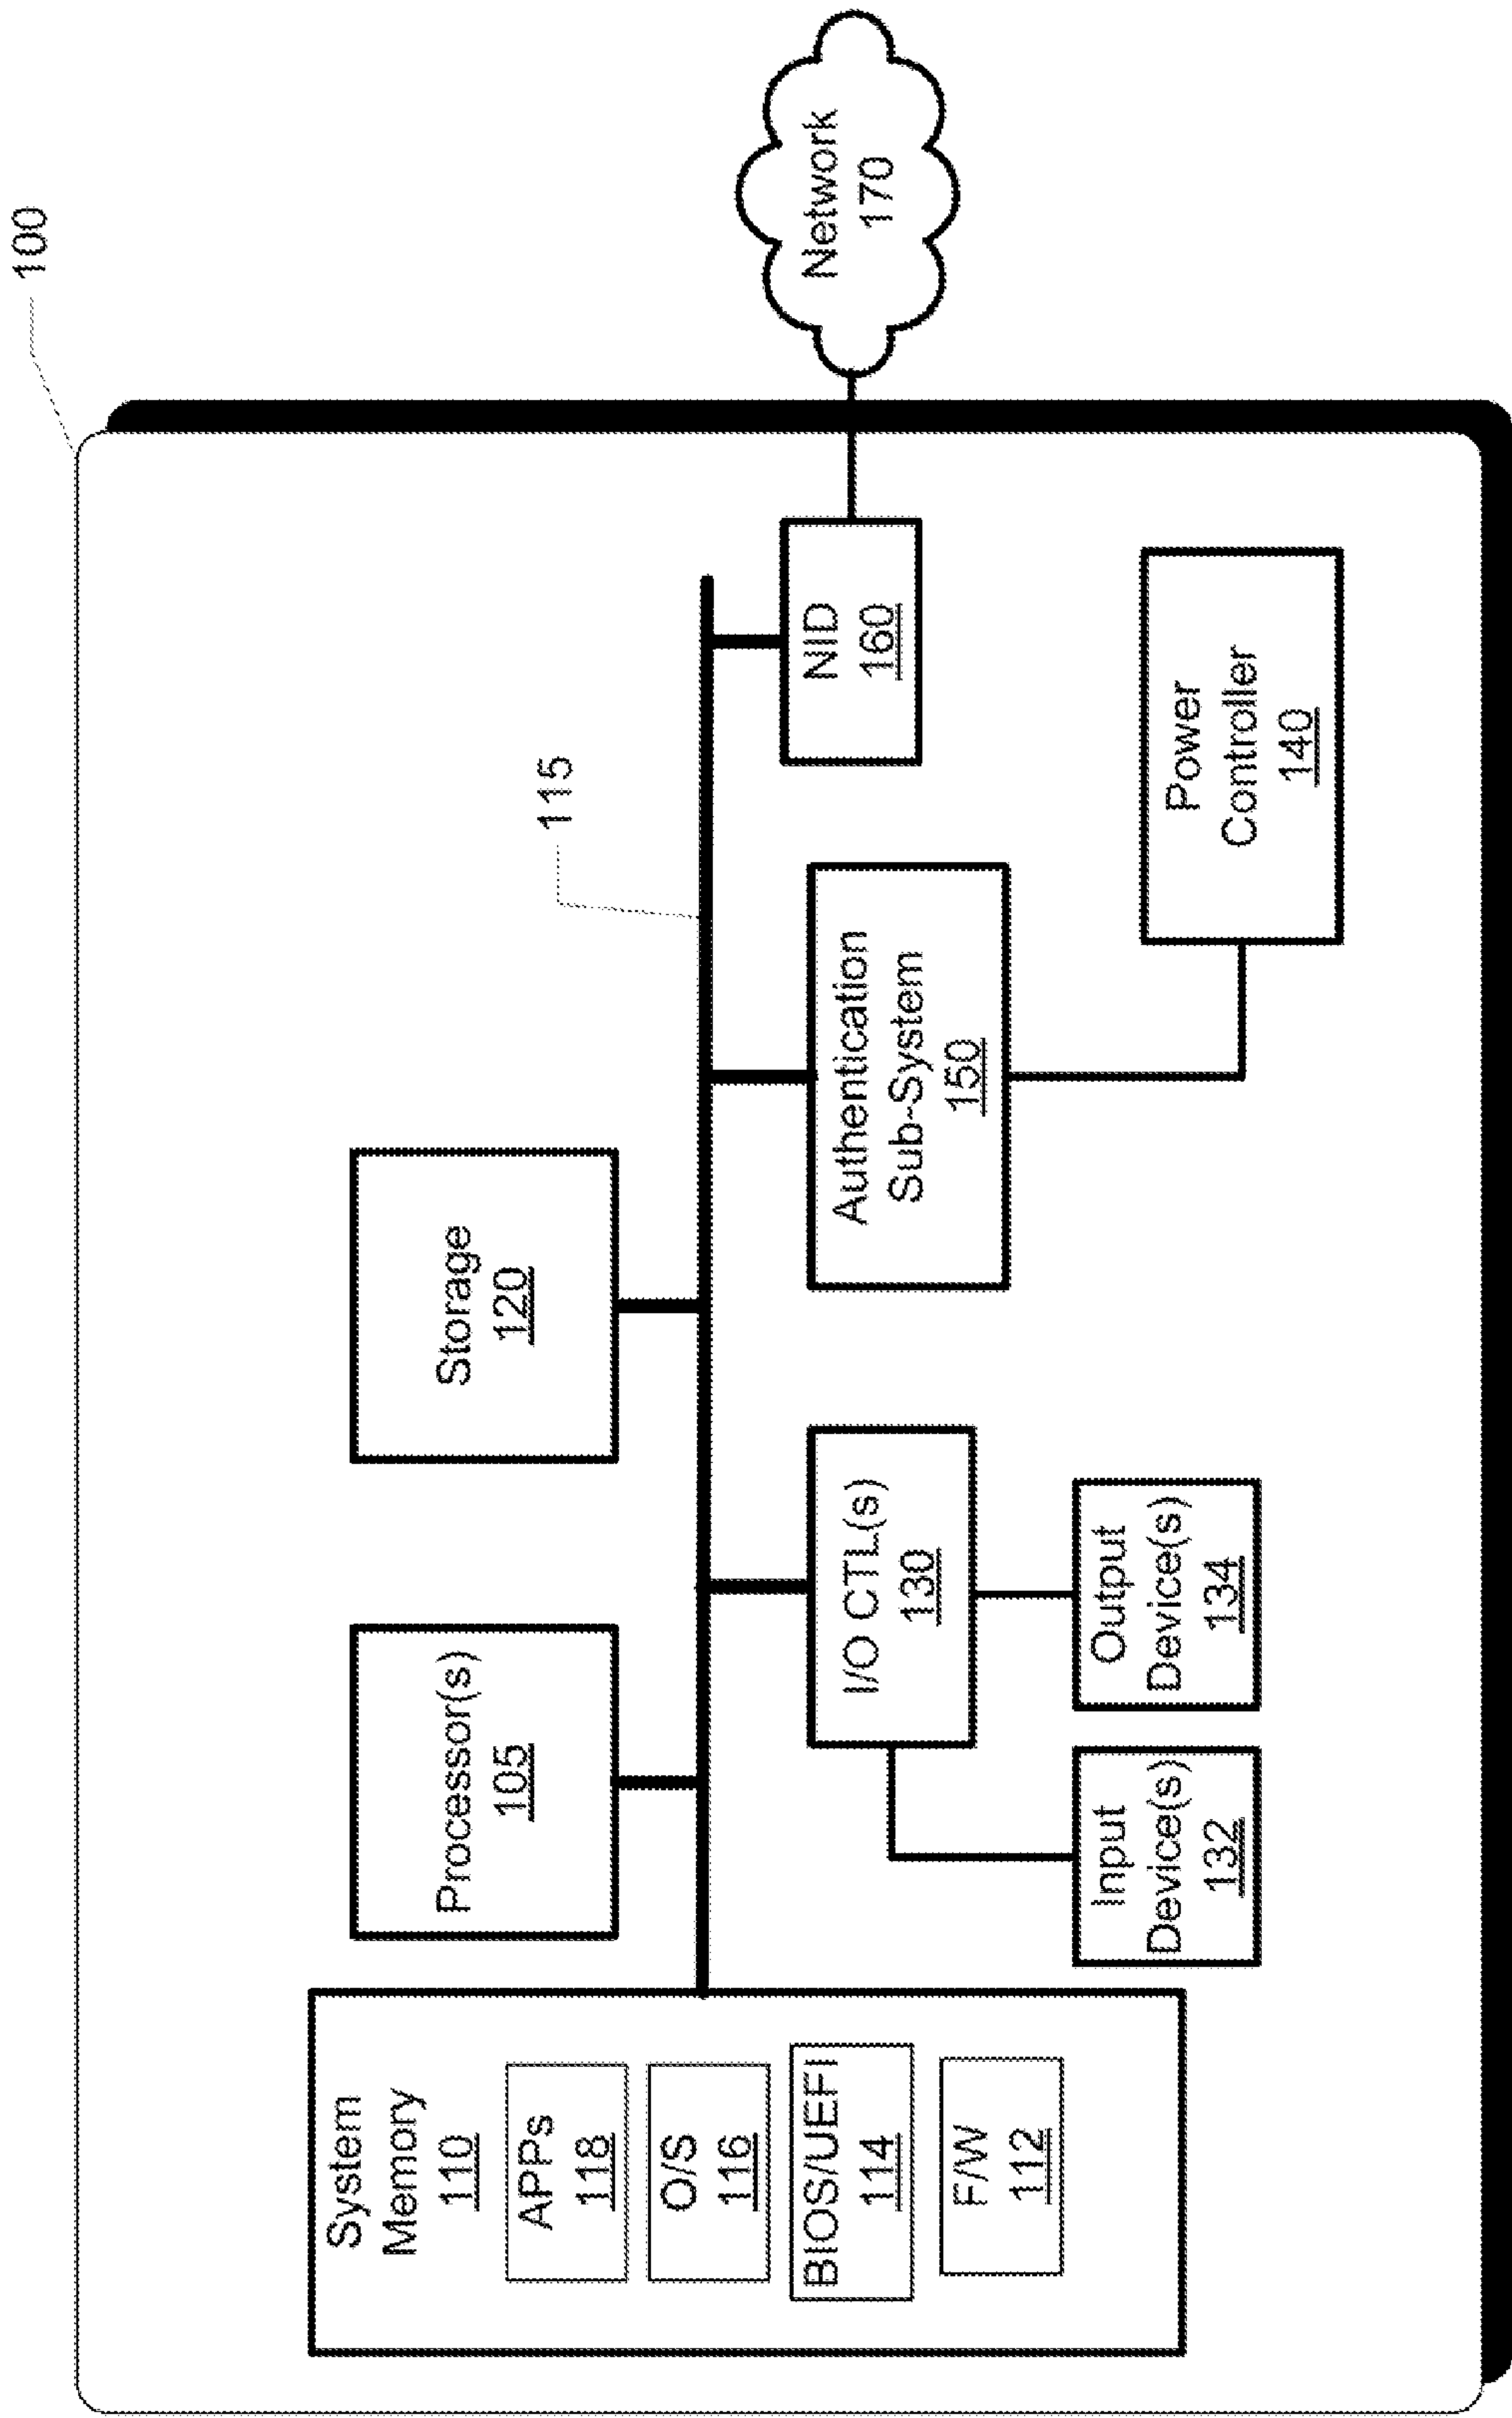 100
System
Memory
110
APPs
118
O/S
116
BIOS/UEFI
114
F/W
112
Processor(s)
105
Storage
120
115
I/O CTL(s)
130
Input
Device(s)
132
Output
Device(s)
134
Authentication
Sub-System
150
NID
160
Power
Controller
140
Network
170